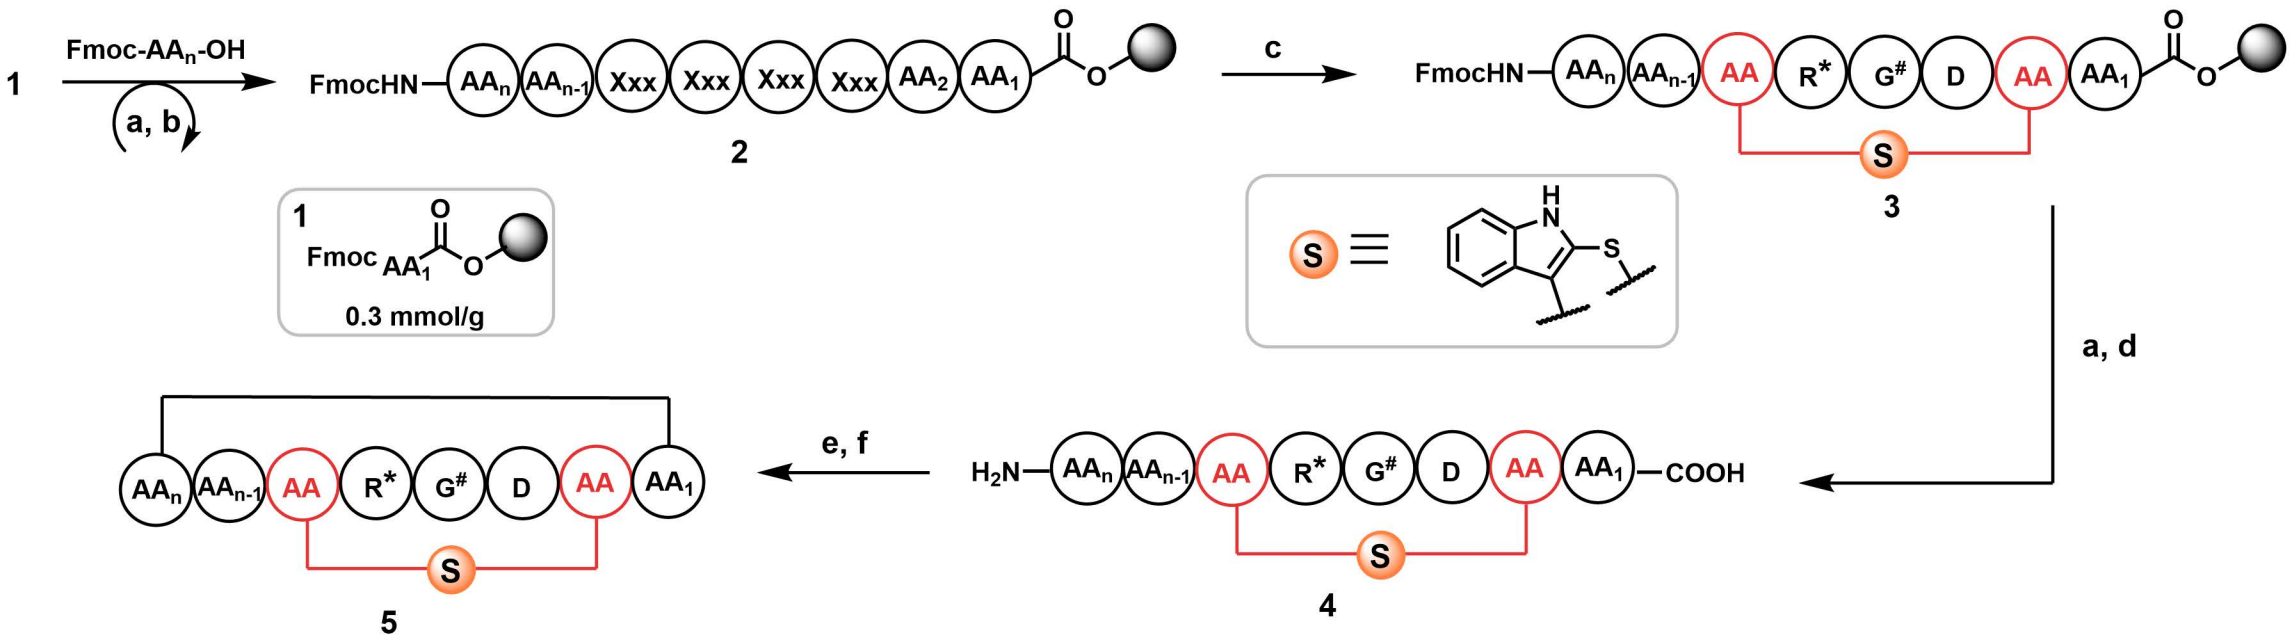 1
Fmoc-AAₙ-OH
a, b
FmocHN AAₙ AAₙ₋₁ Xxx Xxx Xxx Xxx AA₂ AA₁ O O
2
c
FmocHN AAₙ AAₙ₋₁ AA R* G# D AA AA₁ O O
S
3
1
O
Fmoc AA₁ O
0.3 mmol/g
S ≡ H N S
a, d
H₂N AAₙ AAₙ₋₁ AA R* G# D AA AA₁ COOH
S
4
e, f
AAₙ AAₙ₋₁ AA R* G# D AA AA₁
S
5